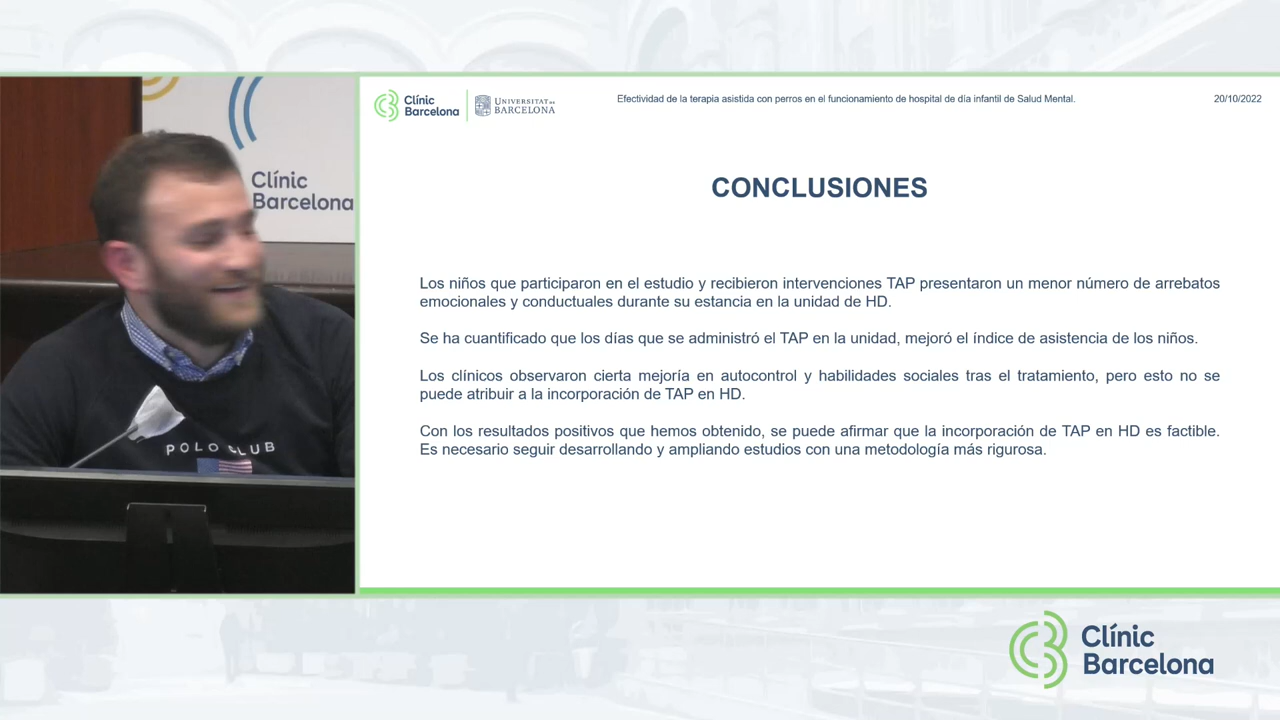 Clínic
Barcelona
POLO CLUB
Clínic
Barcelona
UNIVERSITAT DE
BARCELONA
Efectividad de la terapia asistida con perros en el funcionamiento de hospital de día infantil de Salud Mental.
20/10/2022
CONCLUSIONES
Los niños que participaron en el estudio y recibieron intervenciones TAP presentaron un menor número de arrebatos
emocionales y conductuales durante su estancia en la unidad de HD.
Se ha cuantificado que los días que se administró el TAP en la unidad, mejoró el índice de asistencia de los niños.
Los clínicos observaron cierta mejoría en autocontrol y habilidades sociales tras el tratamiento, pero esto no se
puede atribuir a la incorporación de TAP en HD.
Con los resultados positivos que hemos obtenido, se puede afirmar que la incorporación de TAP en HD es factible.
Es necesario seguir desarrollando y ampliando estudios con una metodología más rigurosa.
Clínic
Barcelona